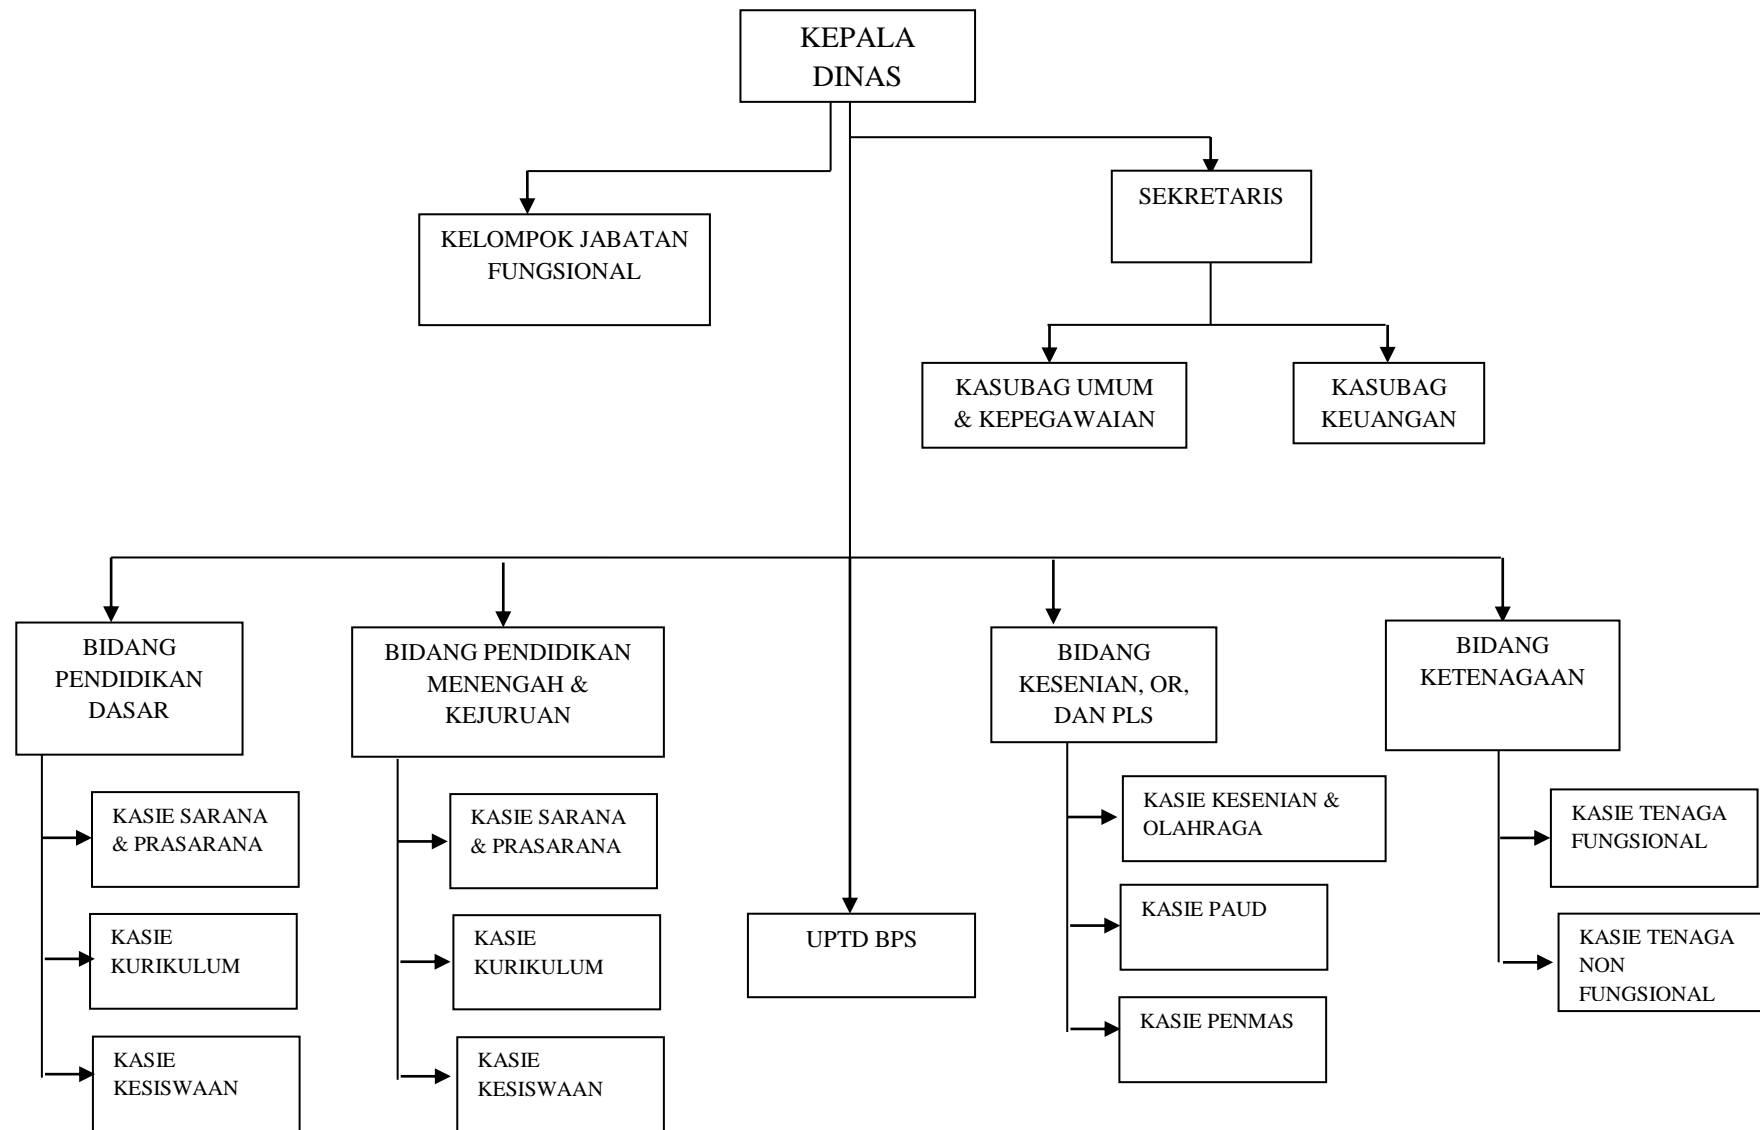 KEPALA
DINAS
SEKRETARIS
KELOMPOK JABATAN
FUNGSIONAL
KASUBAG UMUM
& KEPEGAWAIAN
KASUBAG
KEUANGAN
BIDANG
PENDIDIKAN
DASAR
BIDANG PENDIDIKAN
MENENGAH &
KEJURUAN
BIDANG
KESENIAN, OR,
DAN PLS
BIDANG
KETENAGAAN
KASIE SARANA
& PRASARANA
KASIE
KURIKULUM
KASIE
KESISWAAN
KASIE SARANA
& PRASARANA
KASIE
KURIKULUM
KASIE
KESISWAAN
UPTD BPS
KASIE KESENIAN &
OLAHRAGA
KASIE PAUD
KASIE PENMAS
KASIE TENAGA
FUNGSIONAL
KASIE TENAGA
NON
FUNGSIONAL